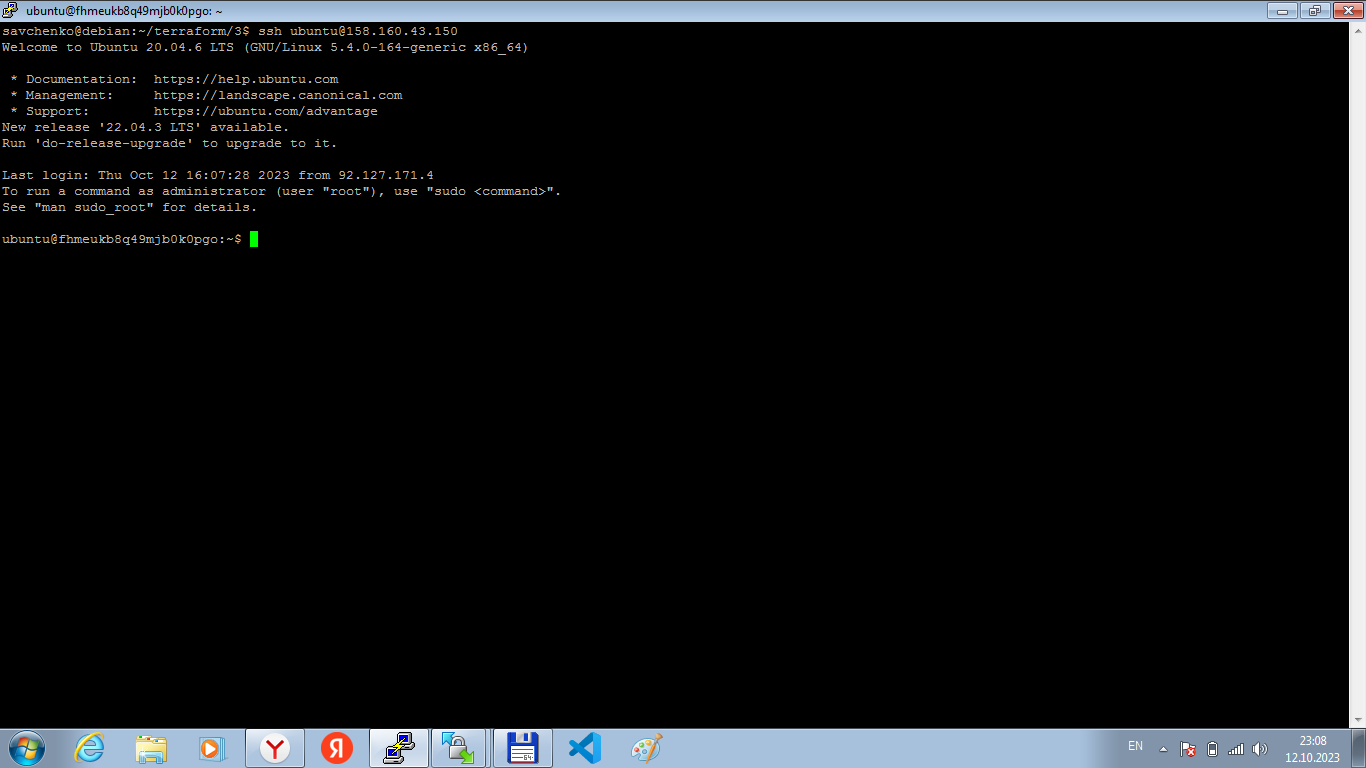 ubuntu@fhmeukb8q49mjb0k0pgo: ~
savchenko@debian:~/terraform/3$ ssh ubuntu@158.160.43.150
Welcome to Ubuntu 20.04.6 LTS (GNU/Linux 5.4.0-164-generic x86_64)
* Documentation:  https://help.ubuntu.com
* Management:     https://landscape.canonical.com
* Support:        https://ubuntu.com/advantage
New release '22.04.3 LTS' available.
Run 'do-release-upgrade' to upgrade to it.
Last login: Thu Oct 12 16:07:28 2023 from 92.127.171.4
To run a command as administrator (user "root"), use "sudo <command>".
See "man sudo_root" for details.
ubuntu@fhmeukb8q49mjb0k0pgo:~$
Y
Я
64
EN
23:08
12.10.2023